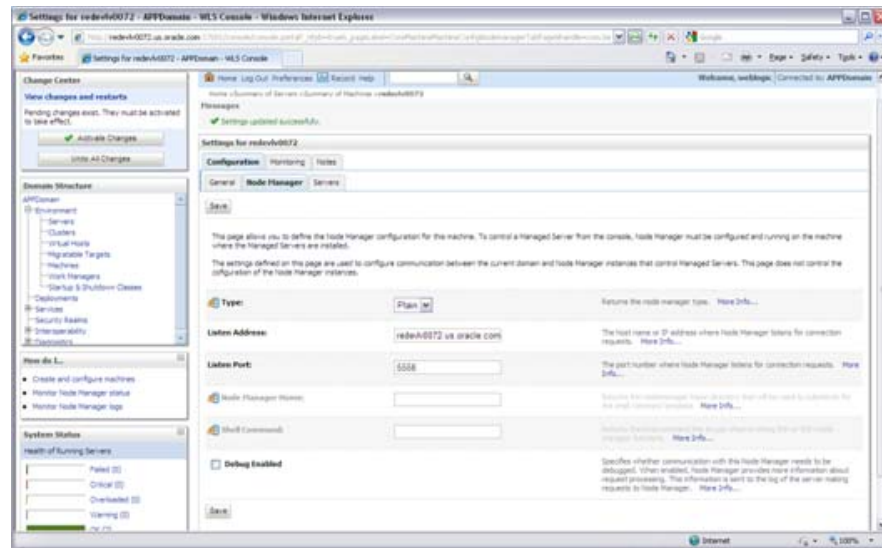 Settings for redevlv0072 - APPDomain - WLS Console - Windows Internet Explorer
Google
Favorites
Settings for redevlv0072 - APPDomain - WLS Console
Page
Safety
Tools
Change Center
View changes and restarts
Pending changes exist. They must be activated
to take effect.
Activate Changes
Undo All Changes
Domain Structure
APPDomain
Environment
Servers
Clusters
Virtual Hosts
Migratable Targets
Machines
Work Managers
Startup & Shutdown Classes
Deployments
Services
Security Realms
Interoperability
Diagnostics
How do I...
Create and configure machines
Monitor Node Manager status
Monitor Node Manager logs
System Status
Health of Running Servers
Failed (0)
Critical (0)
Overloaded (0)
Warning (0)
Home Log Out Preferences Record Help
Welcome, weblogic Connected to: APPDomain
Home >Summary of Servers >Summary of Machines >redevlv0072
Messages
Settings updated successfully.
Settings for redevlv0072
Configuration Monitoring Notes
General Node Manager Servers
Save
This page allows you to define the Node Manager configuration for this machine. To control a Managed Server from the console, Node Manager must be configured and running on the machine
where the Managed Servers are installed.
The settings defined on this page are used to configure communication between the current domain and Node Manager instances that control Managed Servers. This page does not control the
configuration of the Node Manager instances.
Type:
Plain
Returns the node manager type. More Info...
Listen Address:
redevlv0072.us.oracle.com
The host name or IP address where Node Manager listens for connection
requests. More Info...
Listen Port:
5556
The port number where Node Manager listens for connection requests. More
Info...
Node Manager Home:
More Info...
Shell Command:
More Info...
Debug Enabled
Specifies whether communication with this Node Manager needs to be
debugged. When enabled, Node Manager provides more information about
request processing. This information is sent to the log of the server making
requests to Node Manager. More Info...
Save
Internet
100%